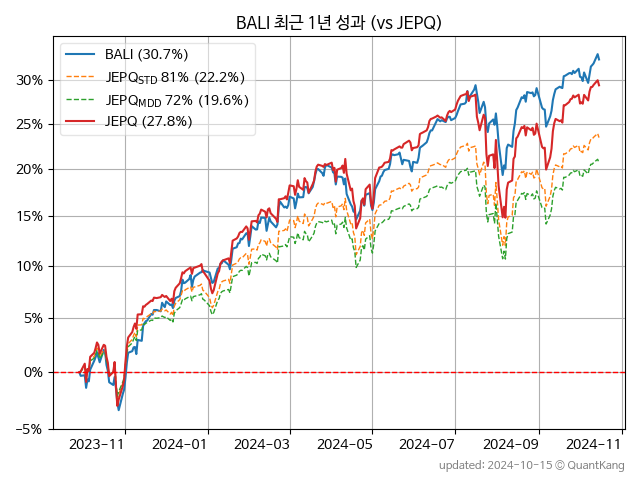 BALI 최근 1년 성과 (vs JEPQ)
BALI (30.7%)
JEPQSTD 81% (22.2%)
JEPQMDD 72% (19.6%)
JEPQ (27.8%)
30%
25%
20%
15%
10%
5%
0%
−5%
2023-11 2024-01 2024-03 2024-05 2024-07 2024-09 2024-11
updated: 2024-10-15 @ QuantKang